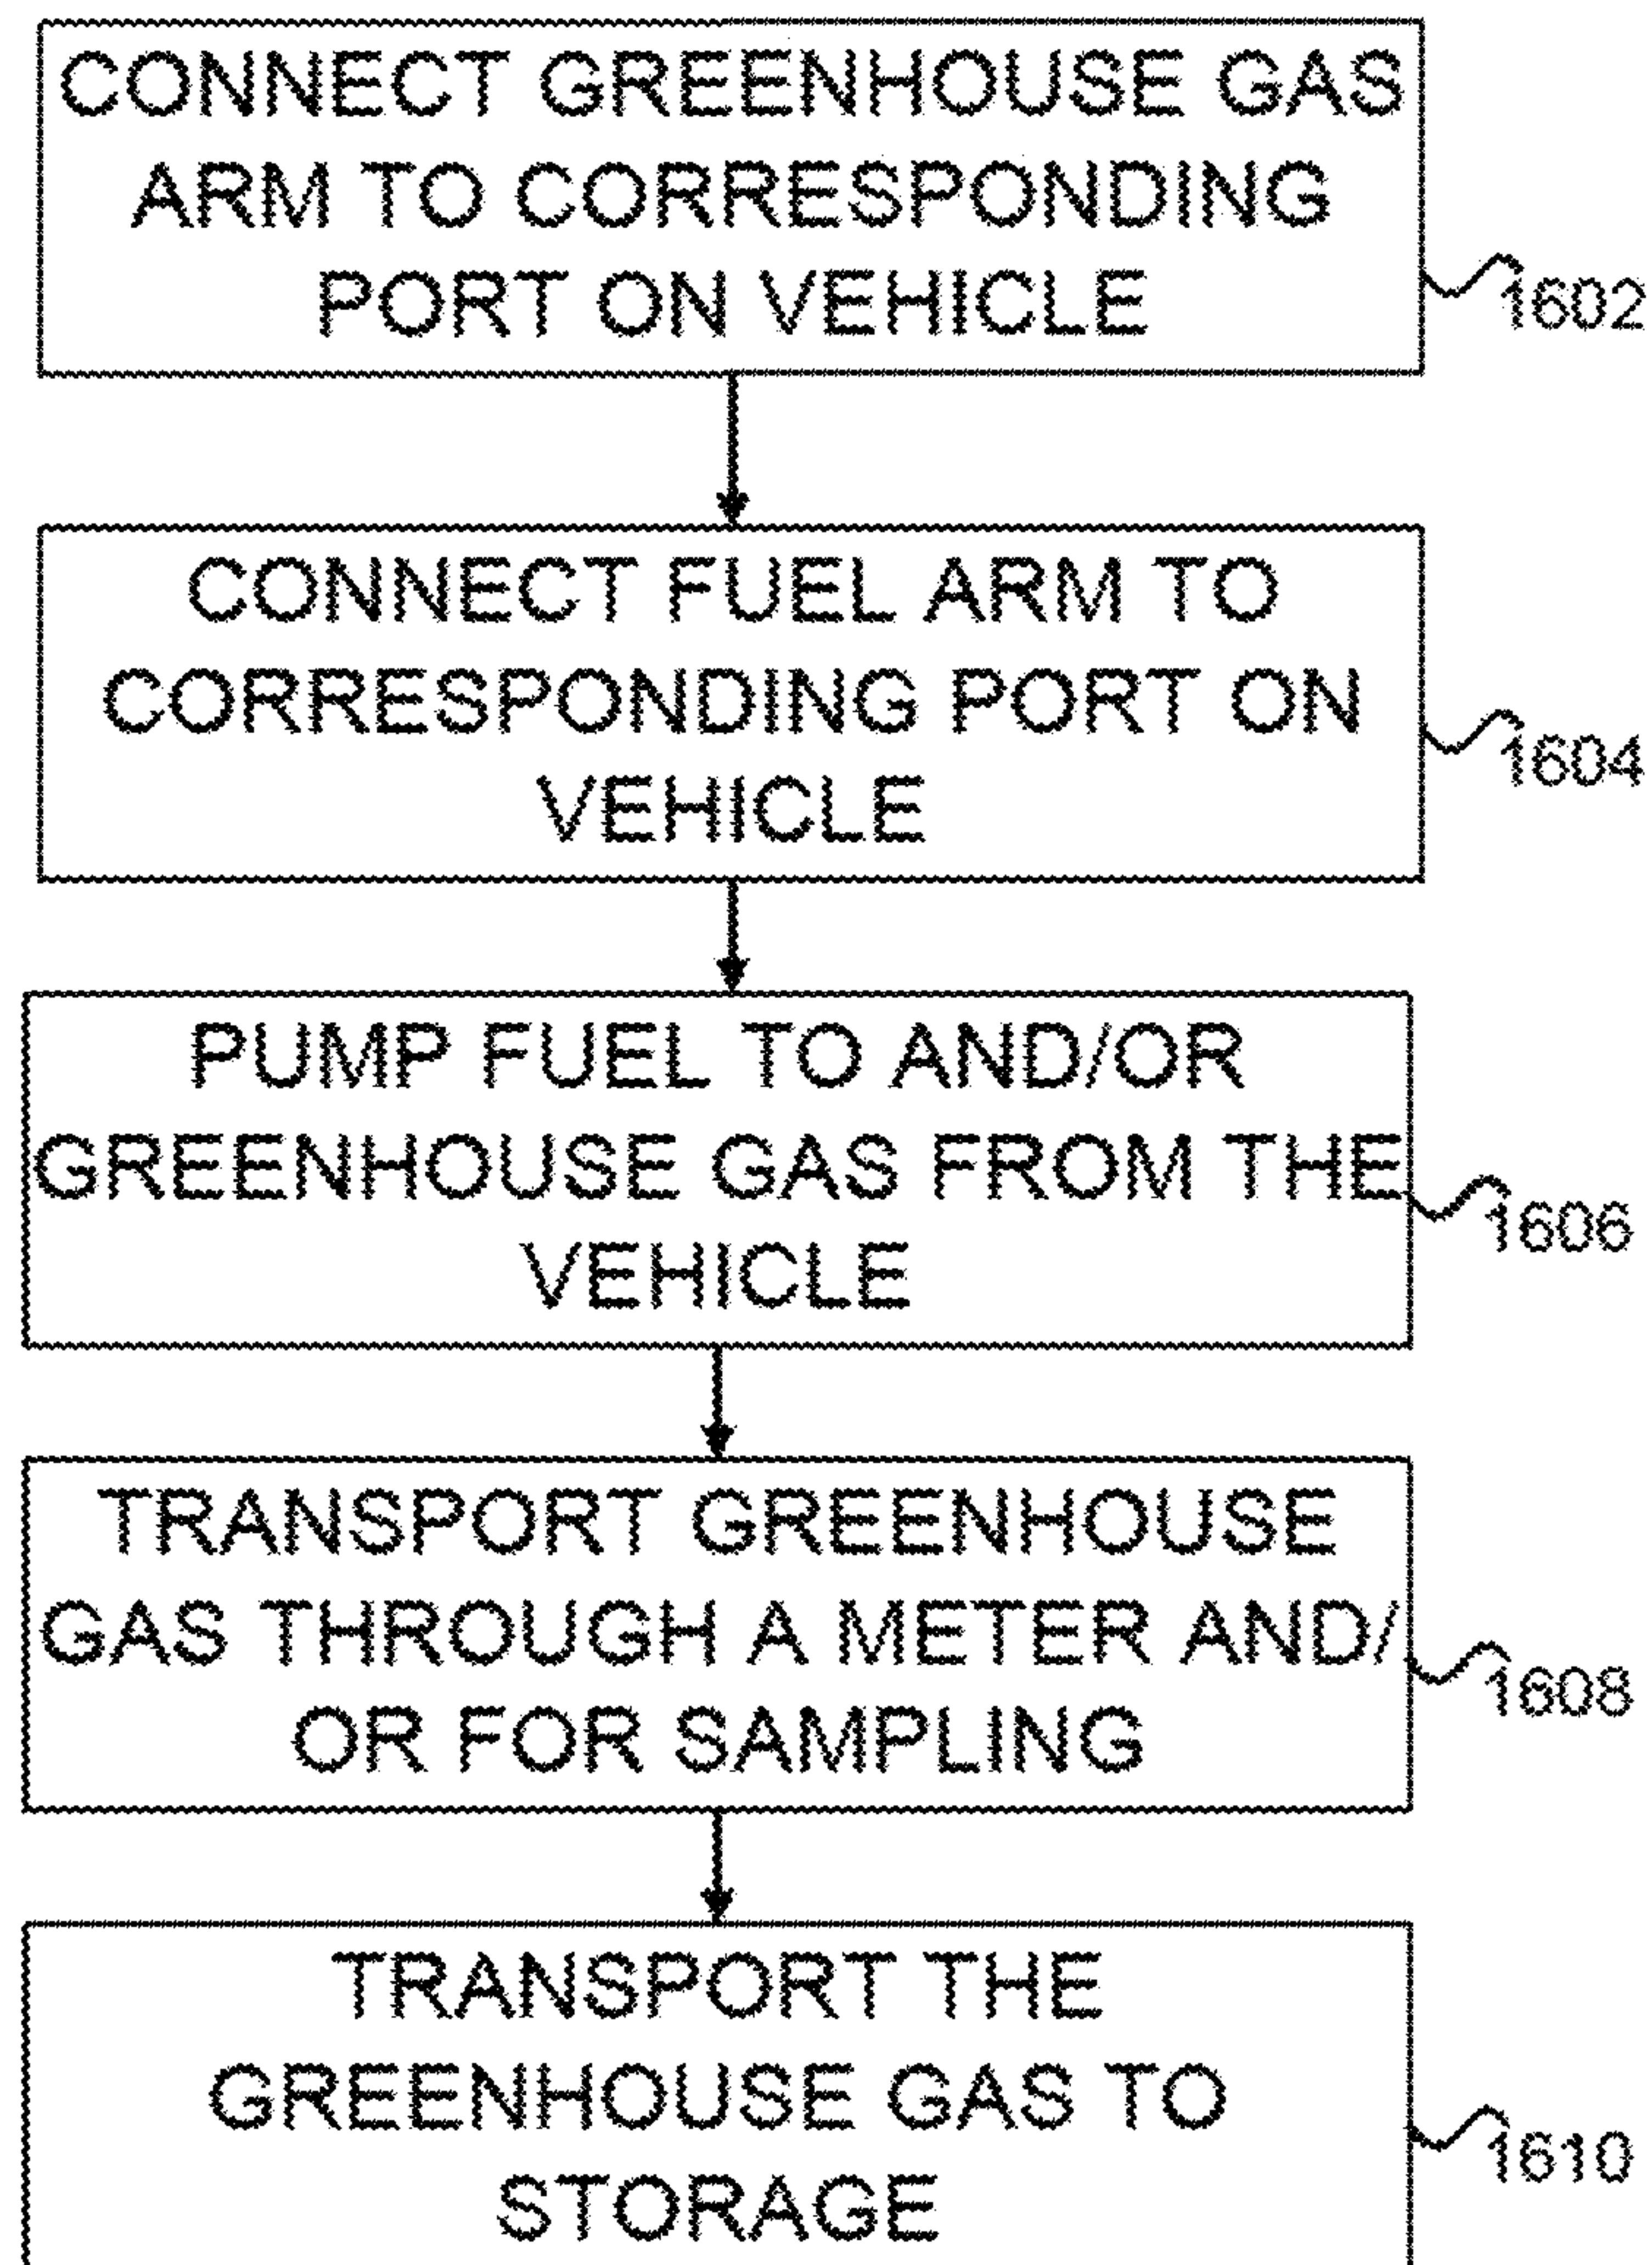 CONNECT GREENHOUSE GAS
ARM TO CORRESPONDING
PORT ON VEHICLE
1602
CONNECT FUEL ARM TO
CORRESPONDING PORT ON
VEHICLE
1604
PUMP FUEL TO AND/OR
GREENHOUSE GAS FROM THE
VEHICLE
1606
TRANSPORT GREENHOUSE
GAS THROUGH A METER AND/
OR FOR SAMPLING
1608
TRANSPORT THE
GREENHOUSE GAS TO
STORAGE
1610